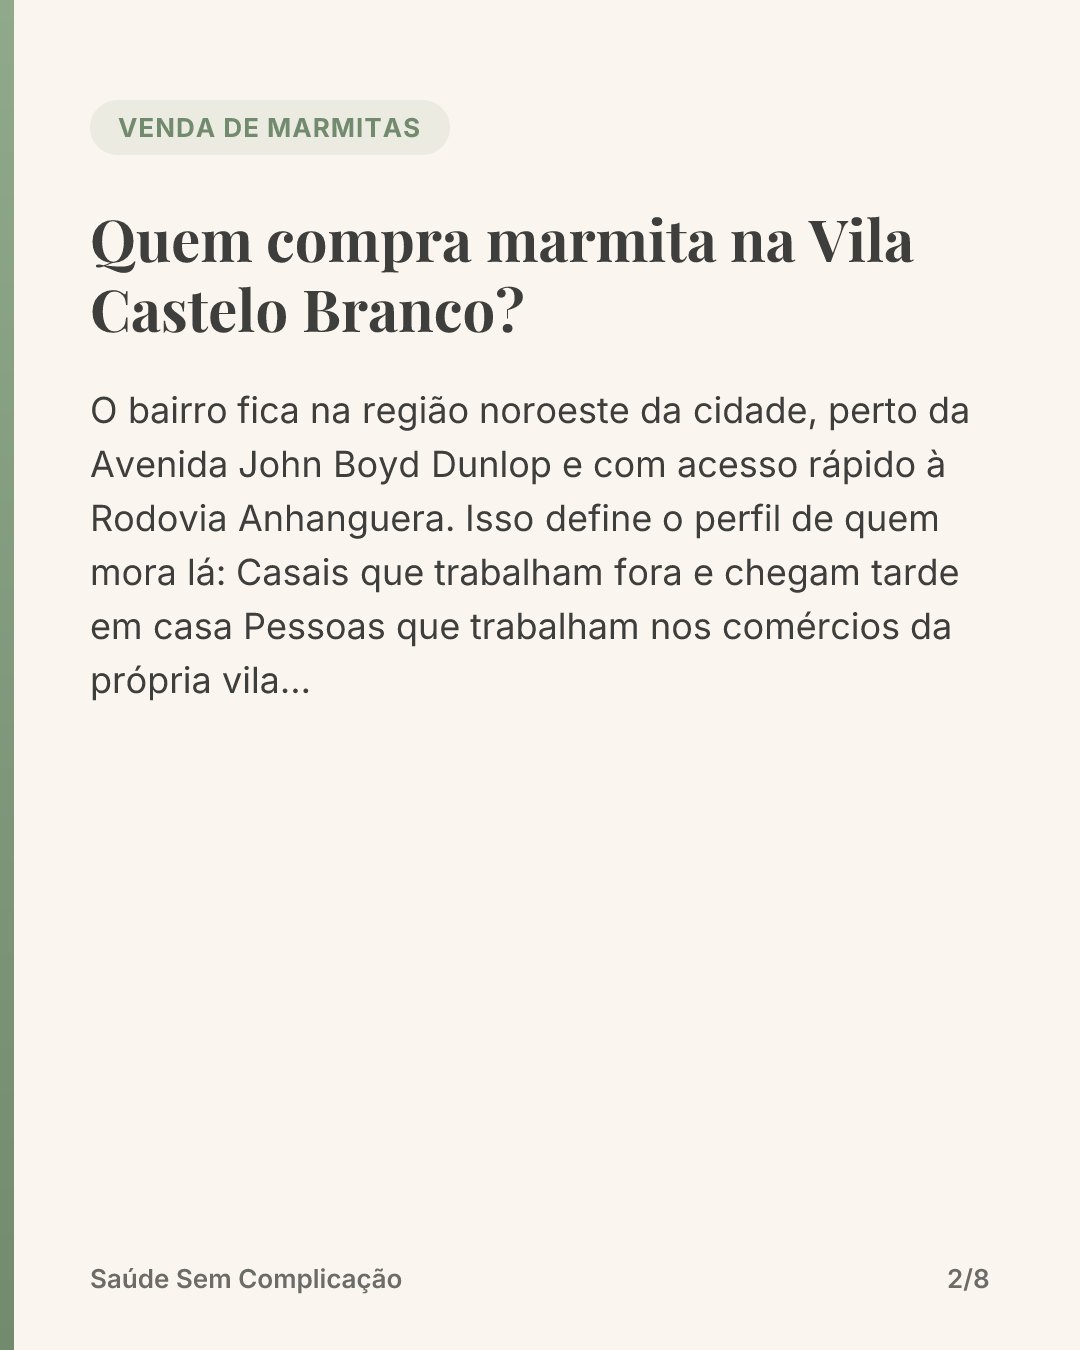 VENDA DE MARMITAS
Quem compra marmita na Vila
Castelo Branco?
O bairro fica na região noroeste da cidade, perto da
Avenida John Boyd Dunlop e com acesso rápido à
Rodovia Anhanguera. Isso define o perfil de quem
mora lá: Casais que trabalham fora e chegam tarde
em casa Pessoas que trabalham nos comércios da
própria vila...
Saúde Sem Complicação
2/8